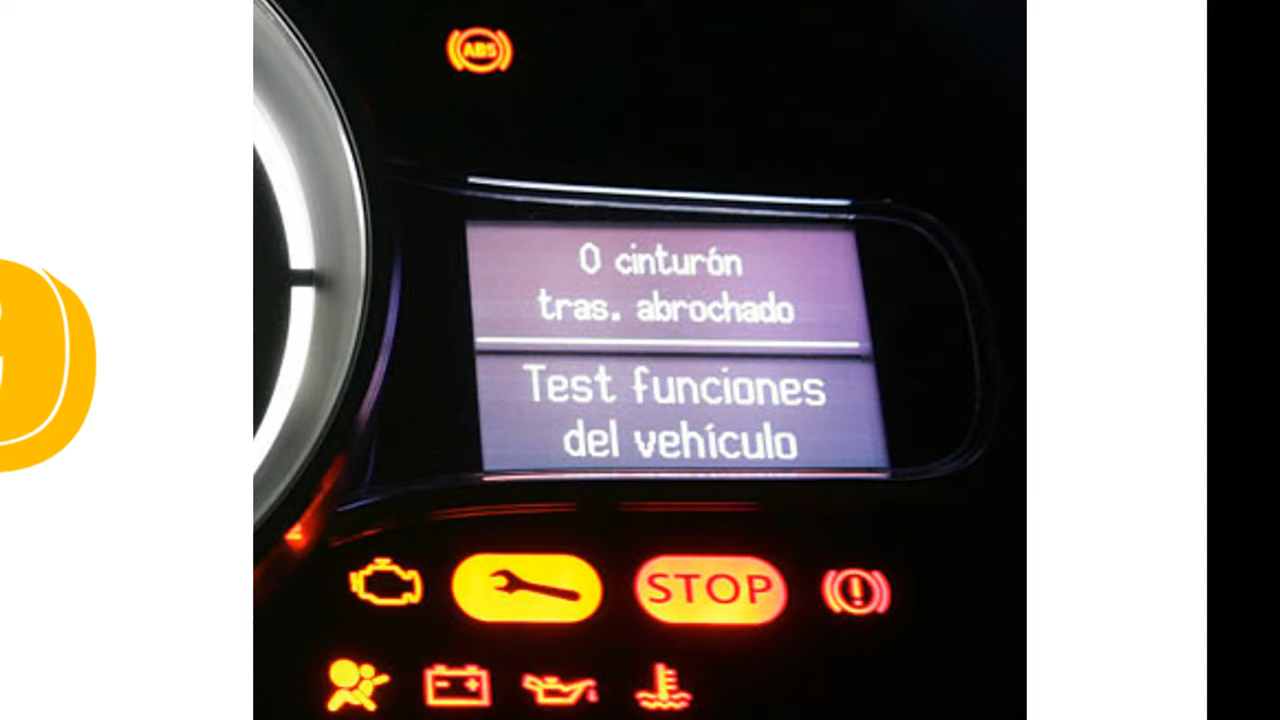 ABS
0 cinturón
tras. abrochado
Test funciones
del vehículo
STOP